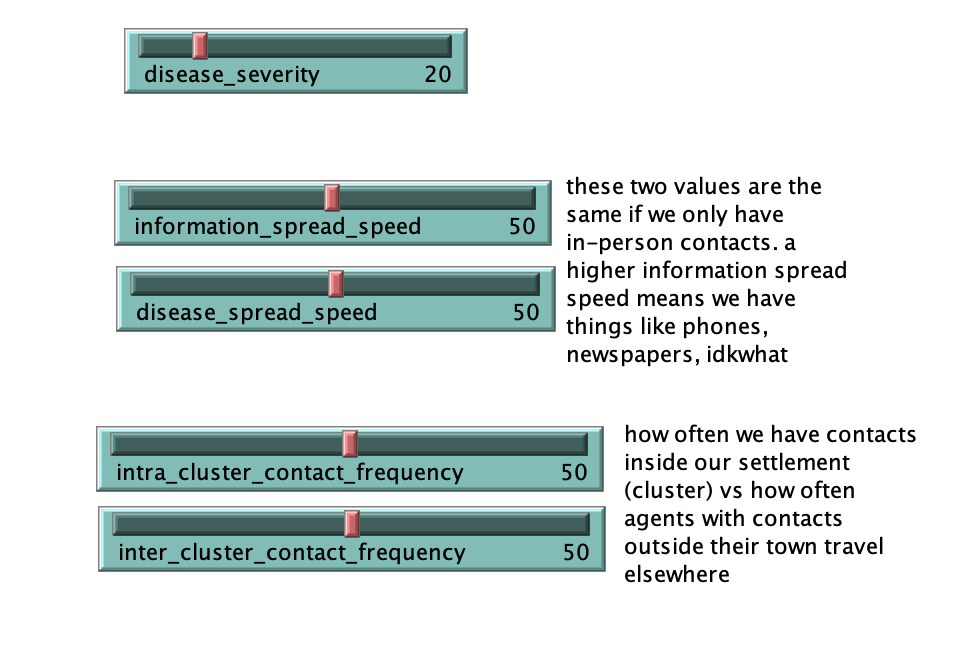 disease_severity 20
these two values are the
same if we only have
in-person contacts. a
higher information spread
speed means we have
things like phones,
newspapers, idkwhat
information_spread_speed 50
disease_spread_speed 50
how often we have contacts
inside our settlement
(cluster) vs how often
agents with contacts
outside their town travel
elsewhere
intra_cluster_contact_frequency 50
inter_cluster_contact_frequency 50